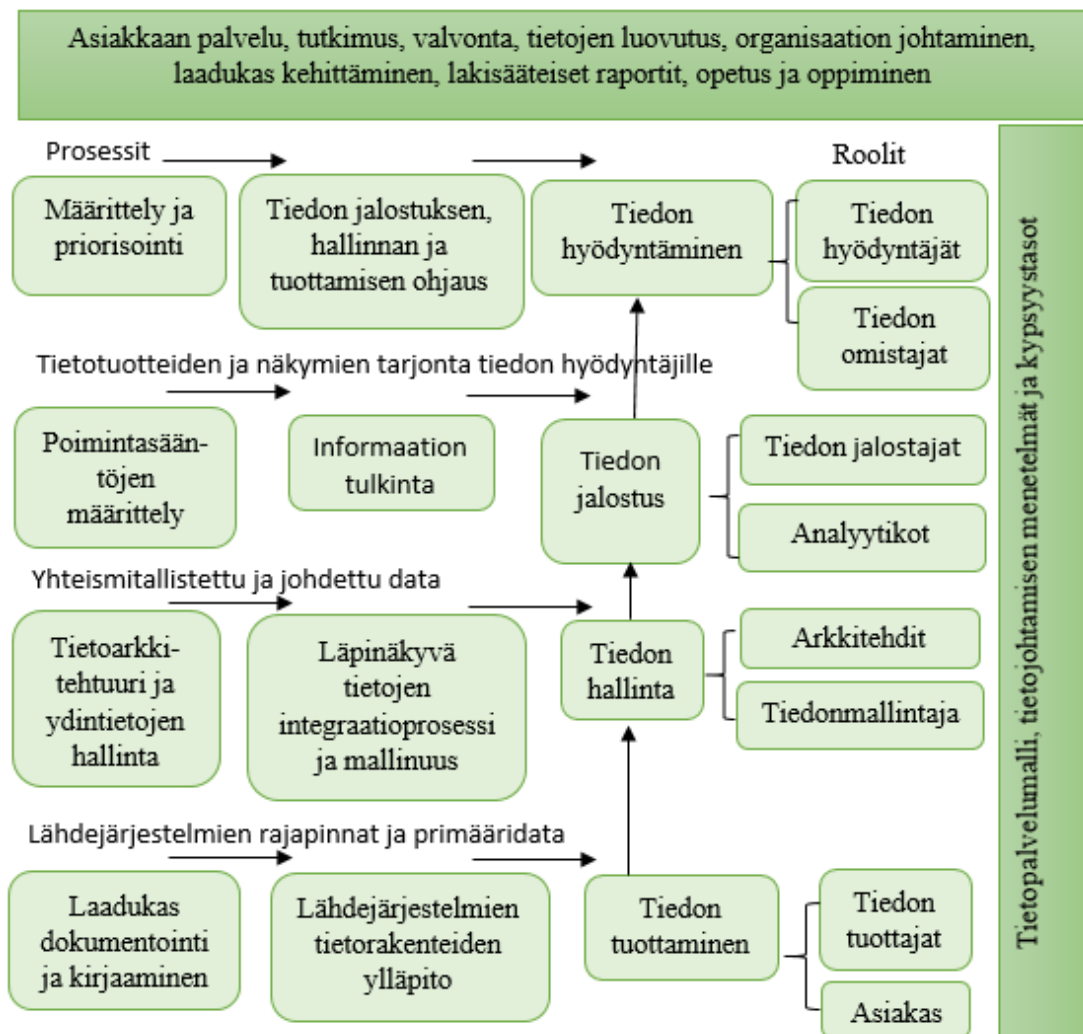 Asiakkaan palvelu, tutkimus, valvonta, tietojen luovutus, organisaation johtaminen,
laadukas kehittäminen, lakisääteiset raportit, opetus ja oppiminen
Prosessit
Roolit
Määrittely ja
priorisointi
Tiedon jalostuksen,
hallinnan ja
tuottamisen ohjaus
Tiedon
hyödyntäminen
Tiedon
hyödyntäjät
Tiedon
omistajat
Tietotuotteiden ja näkymien tarjonta tiedon hyödyntäjille
Poimintasään-
töjen
määrittely
Informaation
tulkinta
Tiedon
jalostus
Tiedon jalostajat
Analyytikot
Yhteismitallistettu ja johdettu data
Tietoarkki-
tehtuuri ja
ydintietojen
hallinta
Läpinäkyvä
tietojen
integraatioprosessi
ja mallinuus
Tiedon
hallinta
Arkkitehdit
Tiedonmallintaja
Lähdejärjestelmien rajapinnat ja primääridata
Laadukas
dokumentointi
ja kirjaaminen
Lähdejärjestelmien
tietorakenteiden
ylläpito
Tiedon
tuottaminen
Tiedon
tuottajat
Asiakas
Tietopalvelumalli, tietojohtamisen menetelmät ja kypsyystasot